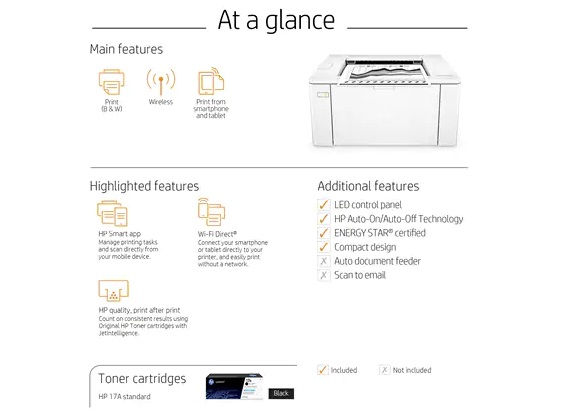 At a glance
Main features
Print
(B & W)
Wireless
Print from
smartphone
and tablet
Highlighted features
HP Smart app
Manage printing tasks
and scan directly from
your mobile device.
Wi-Fi Direct®
Connect your smartphone
or tablet directly to your
printer, and easily print
without a network.
HP quality, print after print
Count on consistent results using
Original HP Toner cartridges with
JetIntelligence.
Additional features
LED control panel
HP Auto-On/Auto-Off Technology
ENERGY STAR® certified
Compact design
Auto document feeder
Scan to email
Included
Not included
Toner cartridges
HP 17A standard
Black